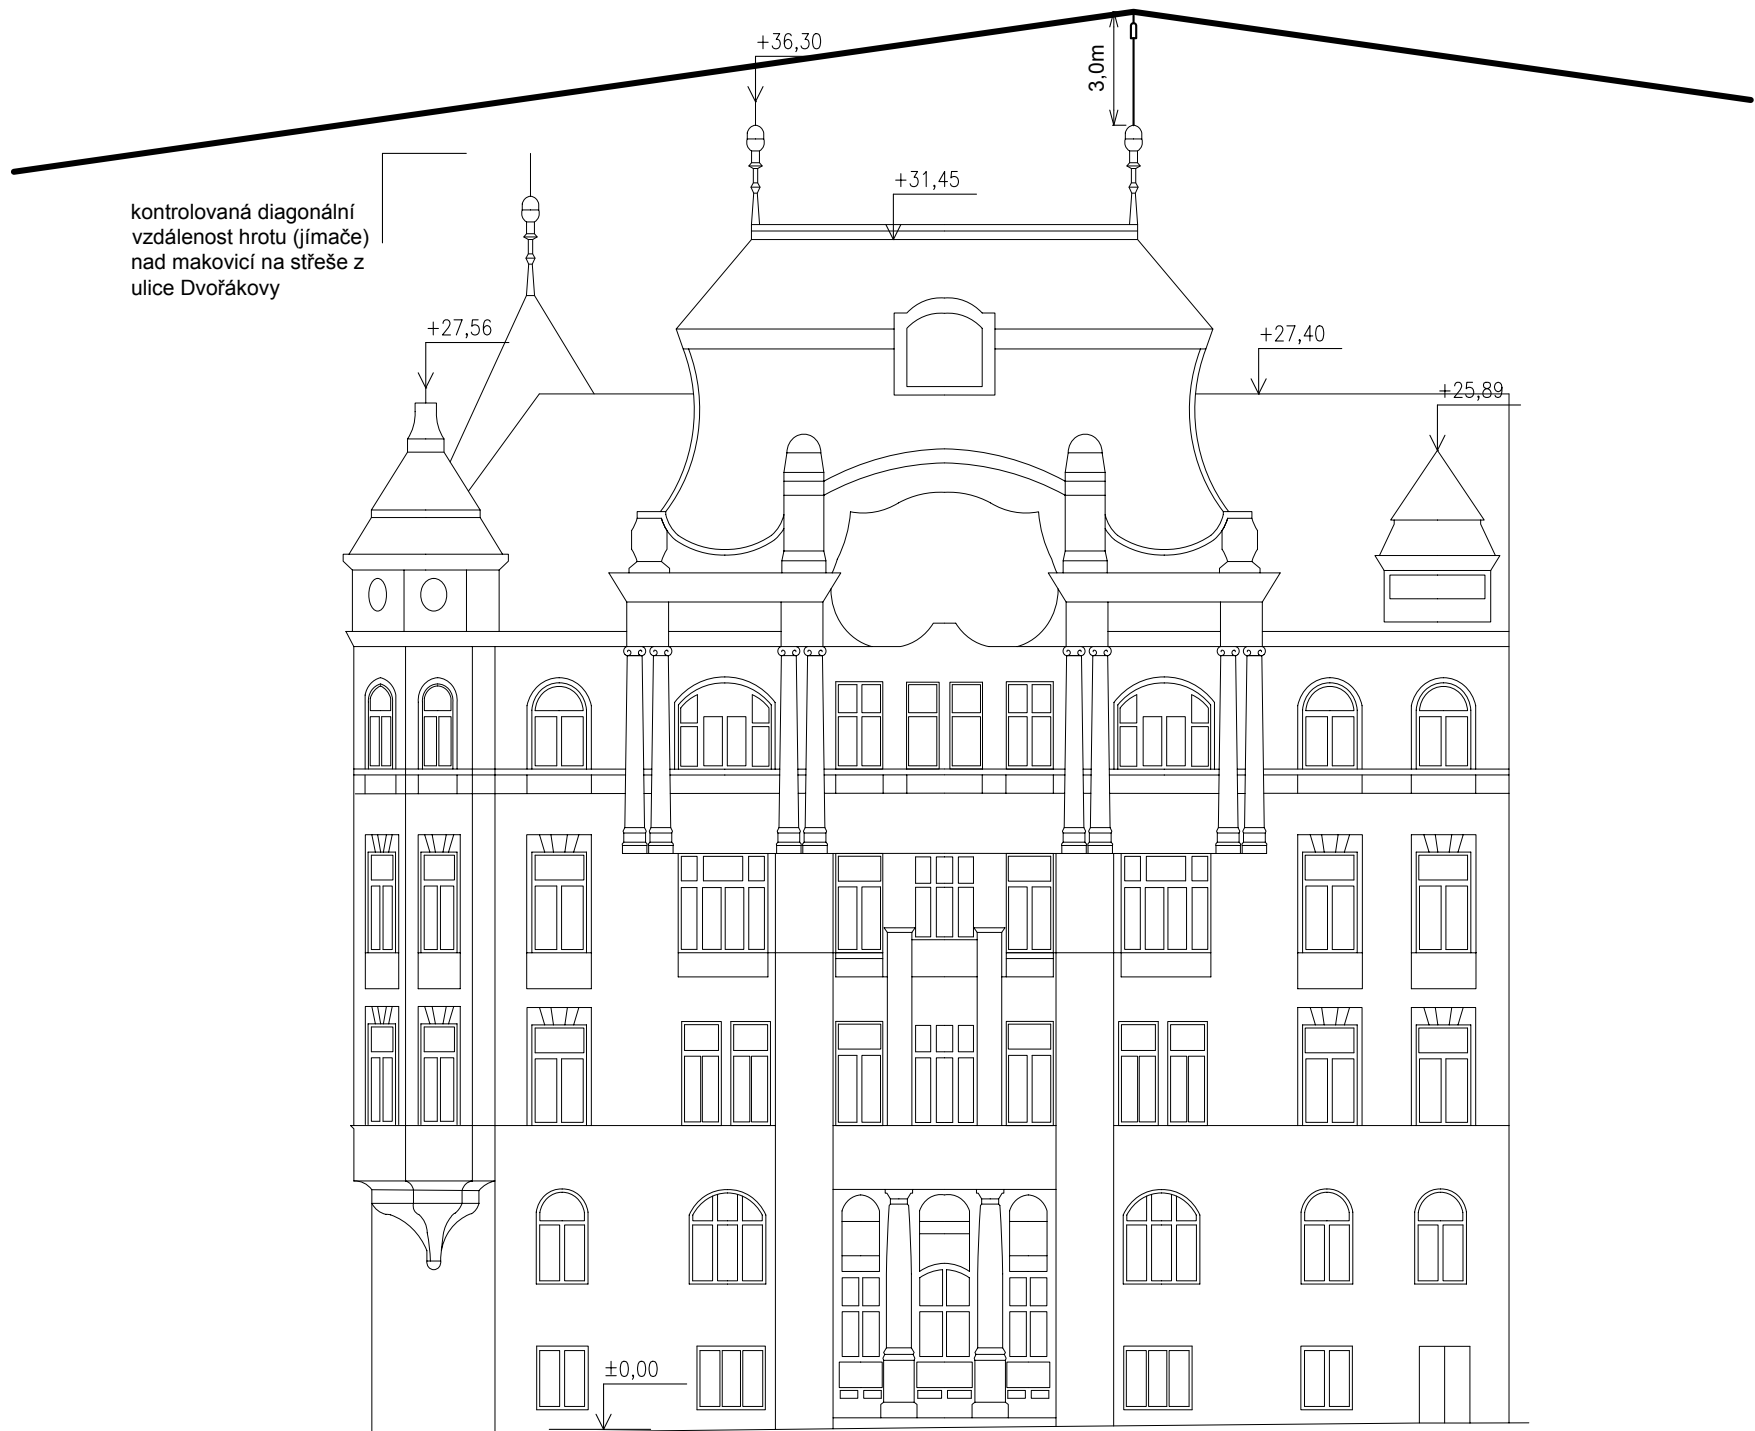 +36,30
3,0m
+31,45
kontrolovaná diagonální
vzdálenost hrotu (jímače)
nad makovicí na střeše z
ulice Dvořákovy
+27,56
+27,40
+25,89
±0,00